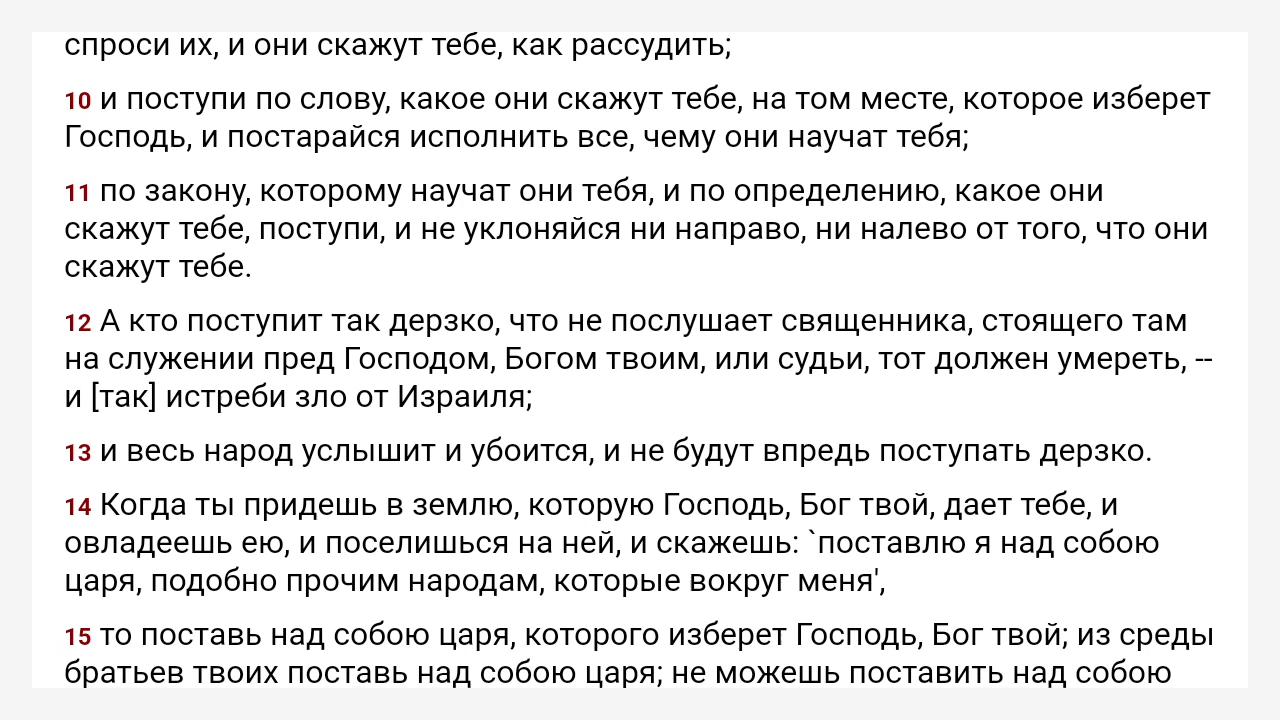 спроси их, и они скажут тебе, как рассудить;
10 и поступи по слову, какое они скажут тебе, на том месте, которое изберет
Господь, и постарайся исполнить все, чему они научат тебя;
11 по закону, которому научат они тебя, и по определению, какое они
скажут тебе, поступи, и не уклоняйся ни направо, ни налево от того, что они
скажут тебе.
12 А кто поступит так дерзко, что не послушает священника, стоящего там
на служении пред Господом, Богом твоим, или судьи, тот должен умереть, --
и [так] истреби зло от Израиля;
13 и весь народ услышит и убоится, и не будут впредь поступать дерзко.
14 Когда ты придешь в землю, которую Господь, Бог твой, дает тебе, и
овладеешь ею, и поселишься на ней, и скажешь: `поставлю я над собою
царя, подобно прочим народам, которые вокруг меня',
15 то поставь над собою царя, которого изберет Господь, Бог твой; из среды
братьев твоих поставь над собою царя; не можешь поставить над собою